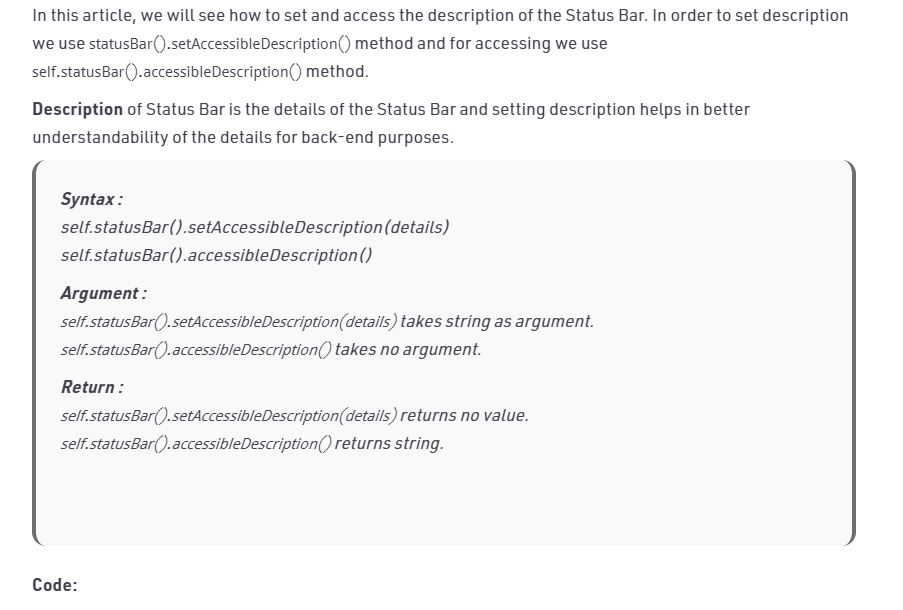 In this article, we will see how to set and access the description of the Status Bar. In order to set description
we use statusBar().setAccessibleDescription() method and for accessing we use
self.statusBar().accessibleDescription() method.
Description of Status Bar is the details of the Status Bar and setting description helps in better
understandability of the details for back-end purposes.
Syntax :
self.statusBar().setAccessibleDescription(details)
self.statusBar().accessibleDescription()
Argument :
self.statusBar().setAccessibleDescription(details) takes string as argument.
self.statusBar().accessibleDescription() takes no argument.
Return :
self.statusBar().setAccessibleDescription(details) returns no value.
self.statusBar().accessibleDescription() returns string.
Code: